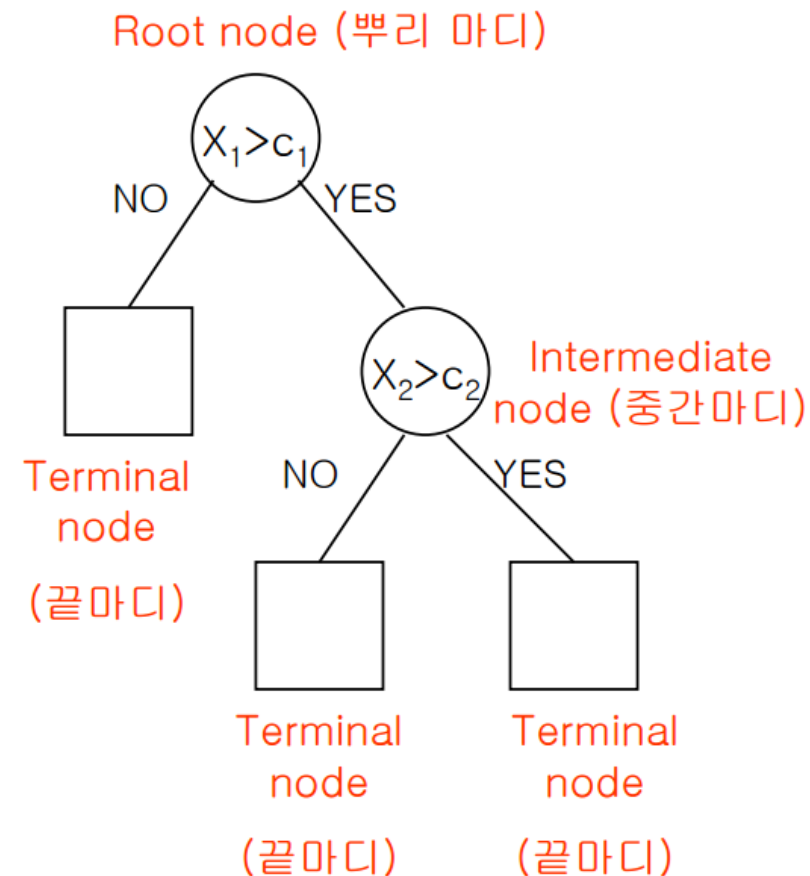 Root node (뿌리 마디)
X₁>c₁
NO
YES
X₂>c₂
Intermediate
node (중간마디)
Terminal
node
(끝마디)
NO
YES
Terminal
node
(끝마디)
Terminal
node
(끝마디)